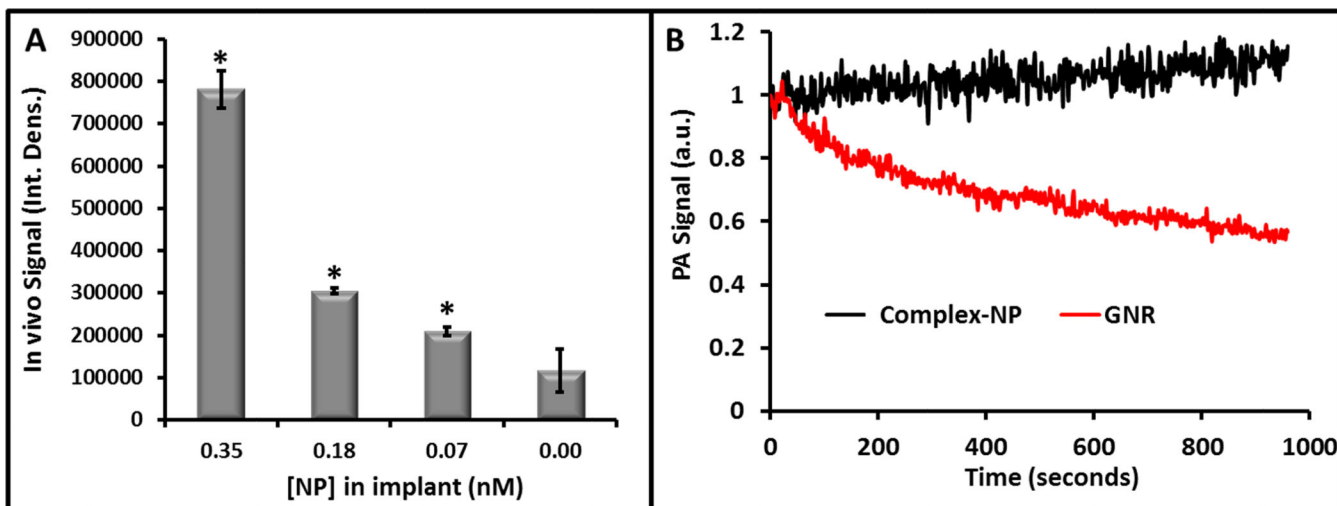 A
In vivo Signal (Int. Dens.)
900000
800000
700000
600000
500000
400000
300000
200000
100000
0
*
*
*
0.35 0.18 0.07 0.00
[NP] in implant (nM)
B
PA Signal (a.u.)
1.2
1
0.8
0.6
0.4
0.2
0
Complex-NP GNR
0 200 400 600 800 1000
Time (seconds)